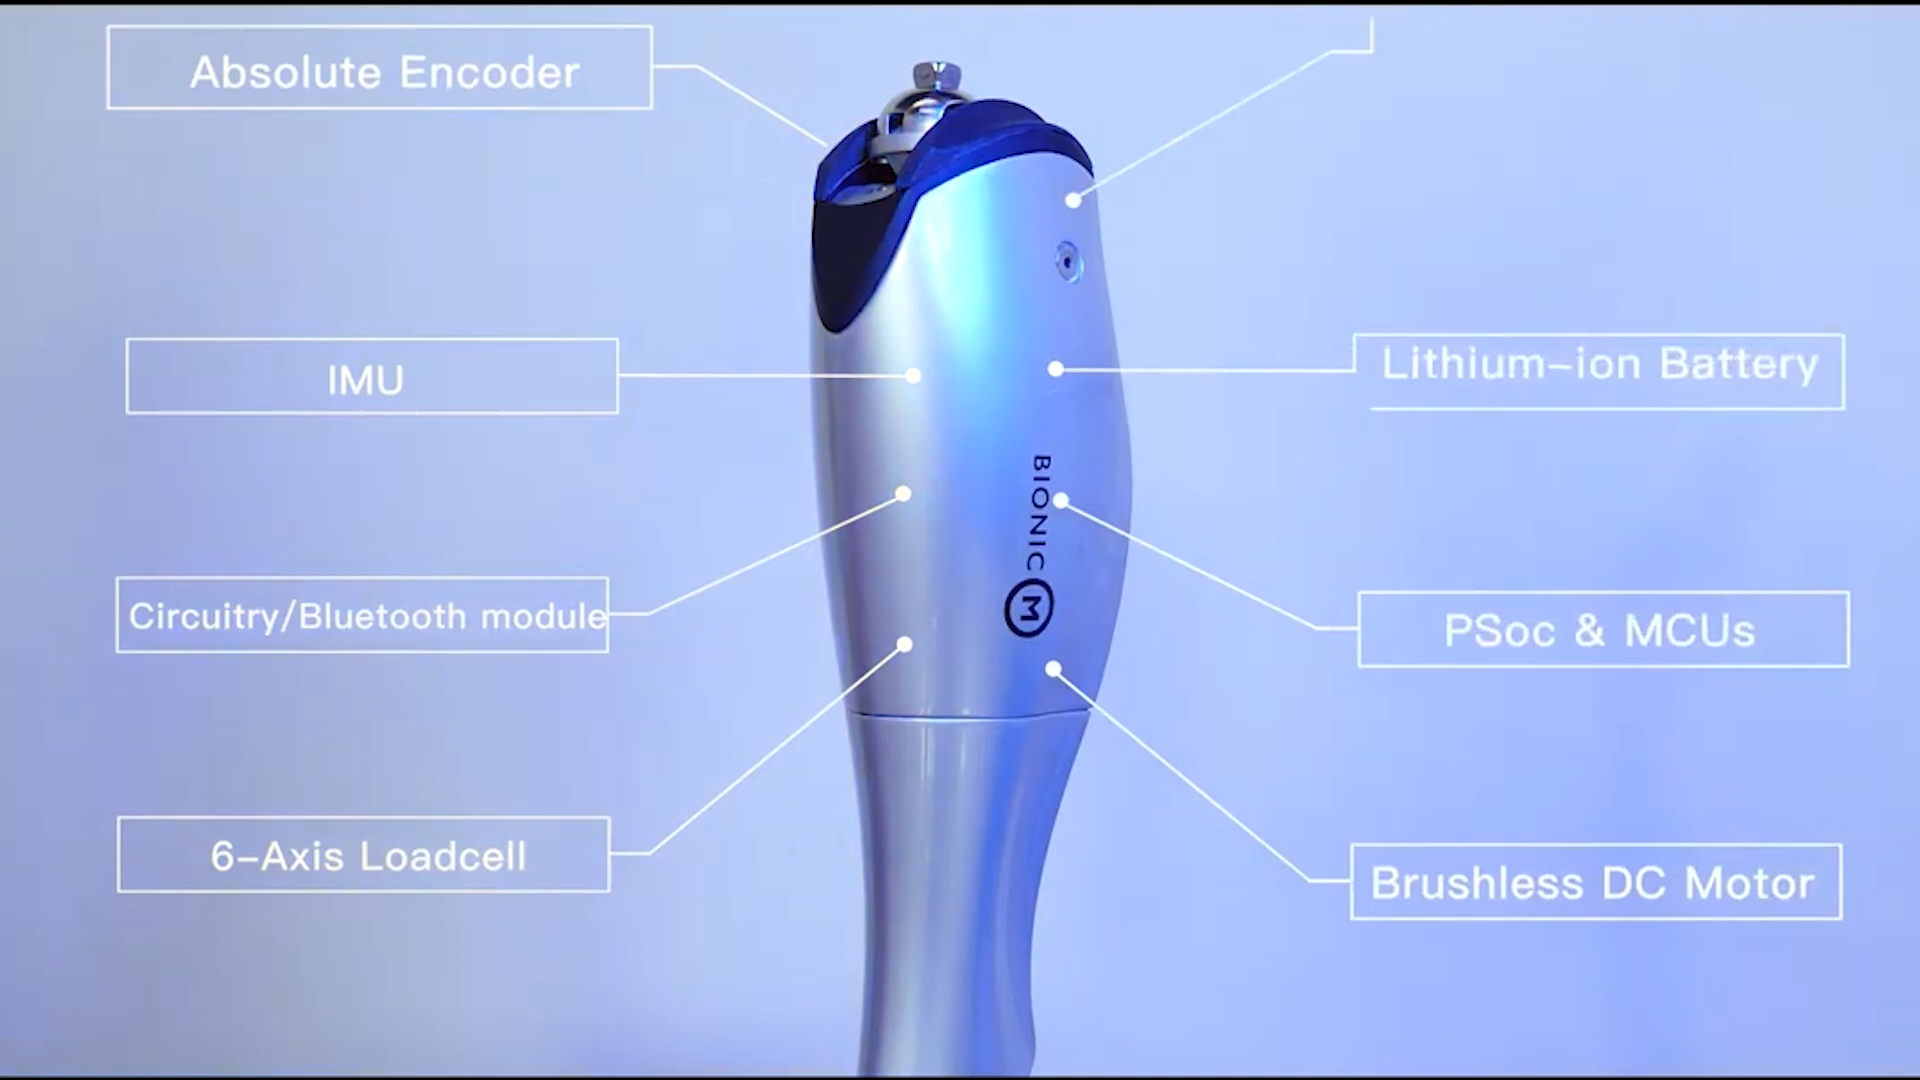 Absolute Encoder
IMU
Lithium-ion Battery
BIONIC M
Circuitry/Bluetooth module
PSoc & MCUs
6-Axis Loadcell
Brushless DC Motor